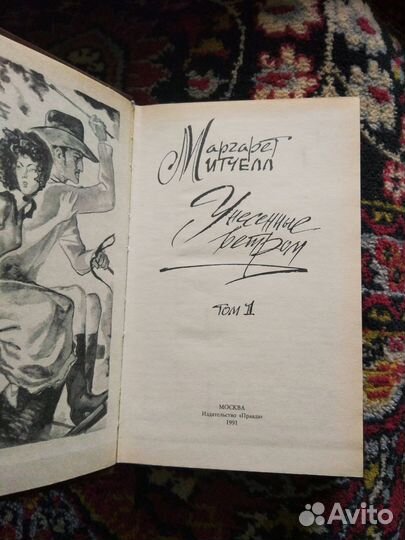 Маргарет
Митчелл
Унесенные
ветром
том 1
МОСКВА
Издательство «Правда»
1991
Avito